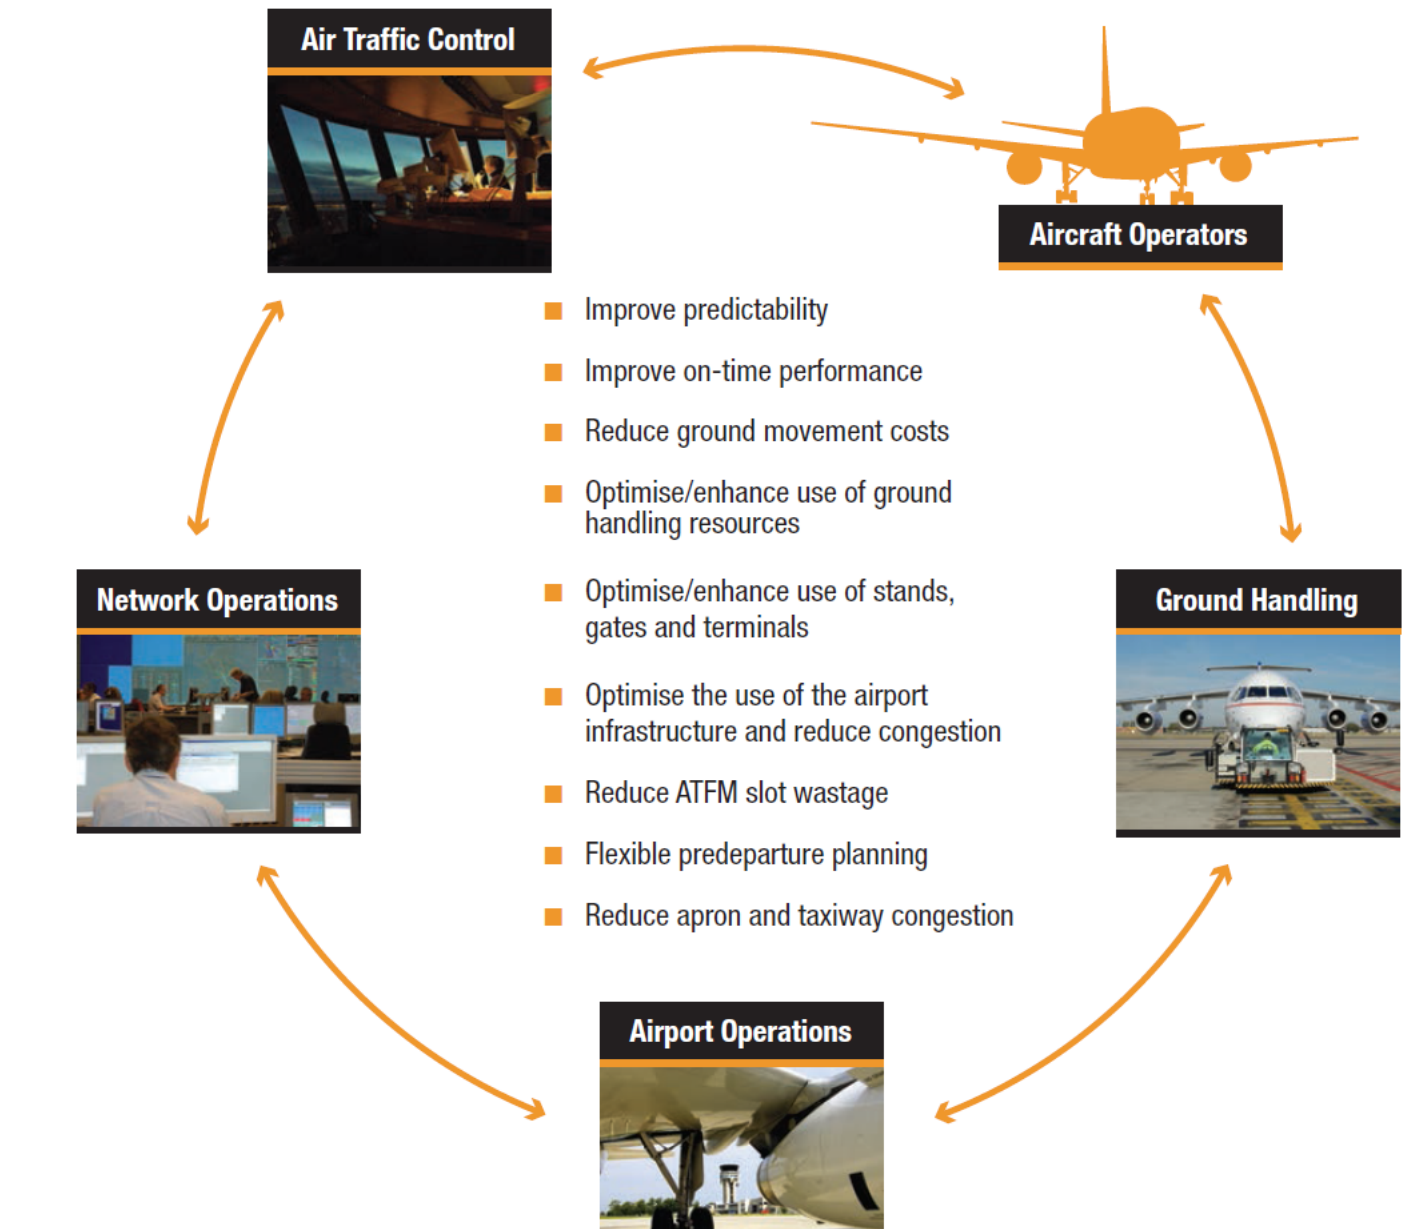 Air Traffic Control
Aircraft Operators
Improve predictability
Improve on-time performance
Reduce ground movement costs
Optimise/enhance use of ground
handling resources
Optimise/enhance use of stands,
gates and terminals
Optimise the use of the airport
infrastructure and reduce congestion
Reduce ATFM slot wastage
Flexible predeparture planning
Reduce apron and taxiway congestion
Network Operations
Ground Handling
Airport Operations